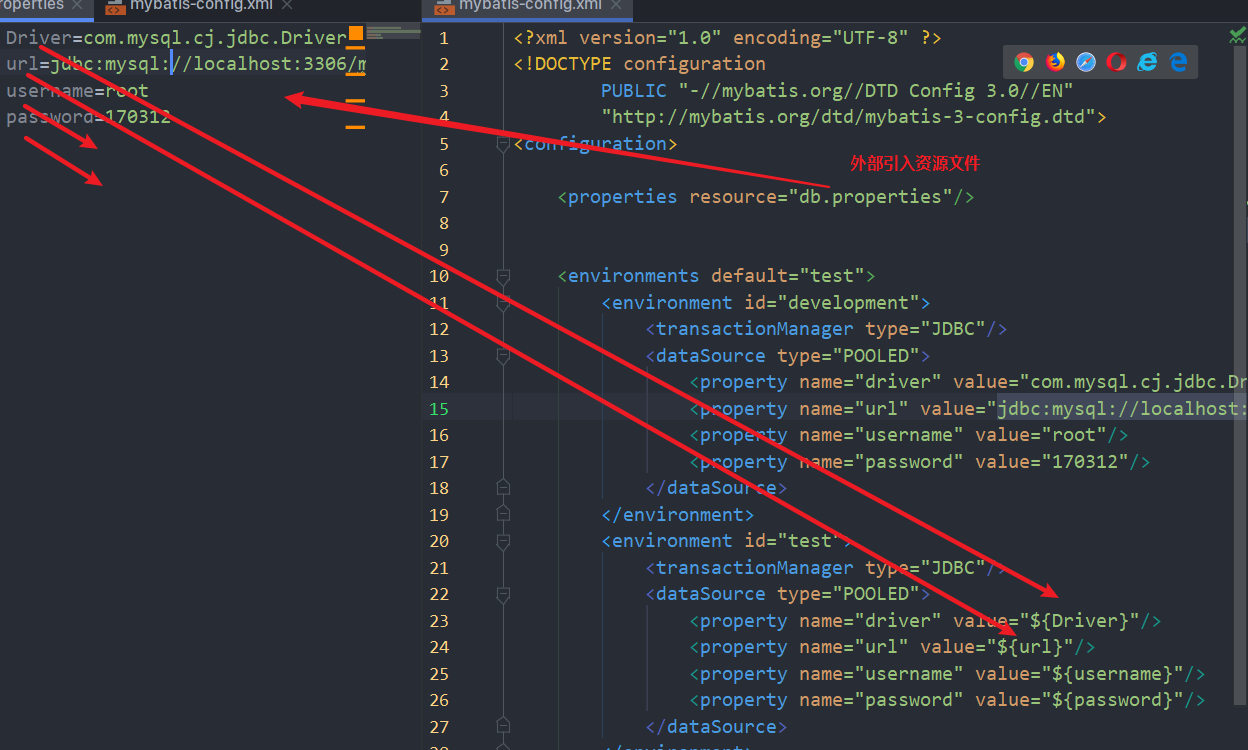 roperties
mybatis-config.xml
mybatis-config.xml
Driver=com.mysql.cj.jdbc.Driver
url=jdbc:mysql://localhost:3306/m
username=root
password=170312
1 <?xml version="1.0" encoding="UTF-8" ?>
2 <!DOCTYPE configuration
3 PUBLIC "-//mybatis.org//DTD Config 3.0//EN"
4 "http://mybatis.org/dtd/mybatis-3-config.dtd">
5 <configuration>
6
外部引入资源文件
7 <properties resource="db.properties"/>
8
9
10 <environments default="test">
11 <environment id="development">
12 <transactionManager type="JDBC"/>
13 <dataSource type="POOLED">
14 <property name="driver" value="com.mysql.cj.jdbc.Dr
15 <property name="url" value="jdbc:mysql://localhost:
16 <property name="username" value="root"/>
17 <property name="password" value="170312"/>
18 </dataSource>
19 </environment>
20 <environment id="test">
21 <transactionManager type="JDBC"/>
22 <dataSource type="POOLED">
23 <property name="driver" value="${Driver}"/>
24 <property name="url" value="${url}"/>
25 <property name="username" value="${username}"/>
26 <property name="password" value="${password}"/>
27 </dataSource>
28 </environment>